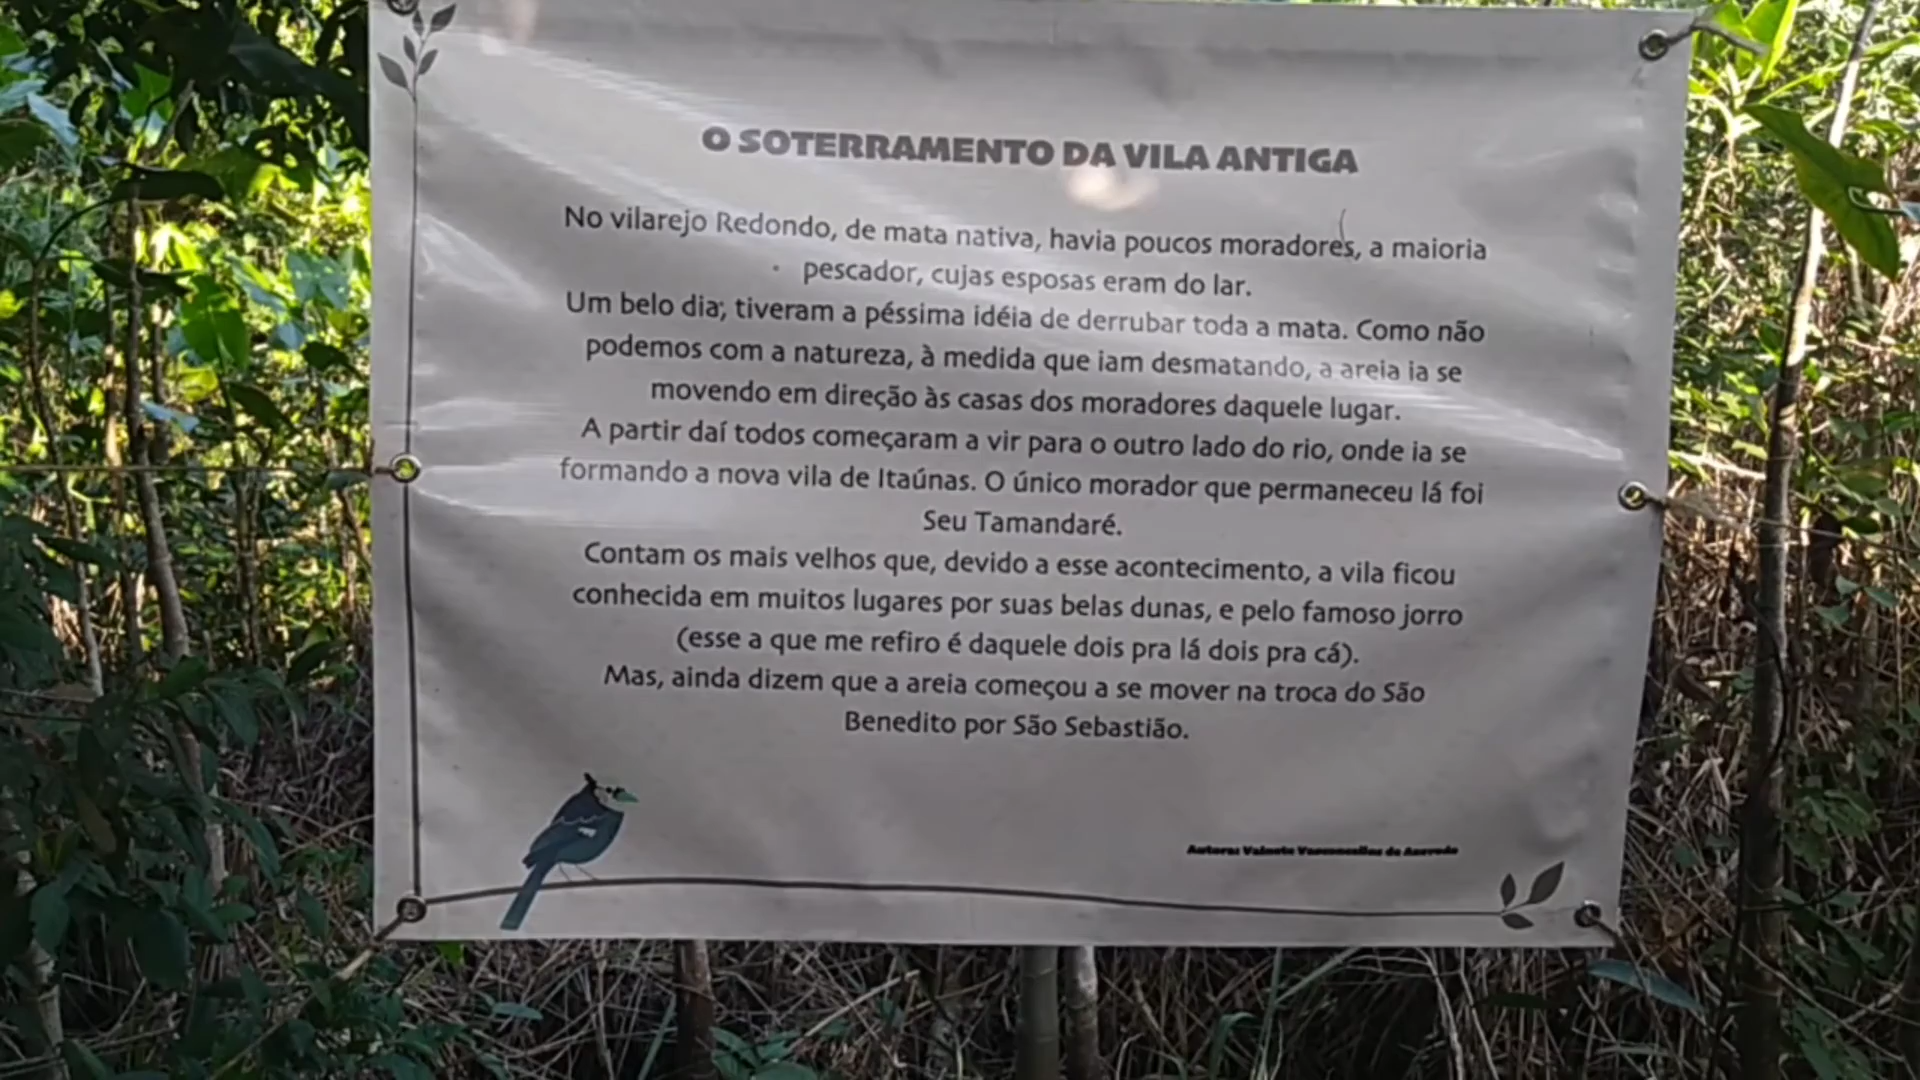 O SOTERRAMENTO DA VILA ANTIGA
No vilarejo Redondo, de mata nativa, havia poucos moradores, a maioria
pescador, cujas esposas eram do lar.
Um belo dia; tiveram a péssima idéia de derrubar toda a mata. Como não
podemos com a natureza, à medida que iam desmatando, a areia ia se
movendo em direção às casas dos moradores daquele lugar.
A partir daí todos começaram a vir para o outro lado do rio, onde ia se
formando a nova vila de Itaúnas. O único morador que permaneceu lá foi
Seu Tamandaré.
Contam os mais velhos que, devido a esse acontecimento, a vila ficou
conhecida em muitos lugares por suas belas dunas, e pelo famoso jorro
(esse a que me refiro é daquele dois pra lá dois pra cá).
Mas, ainda dizem que a areia começou a se mover na troca do São
Benedito por São Sebastião.
Autora: Vasconcellos de Azevedo